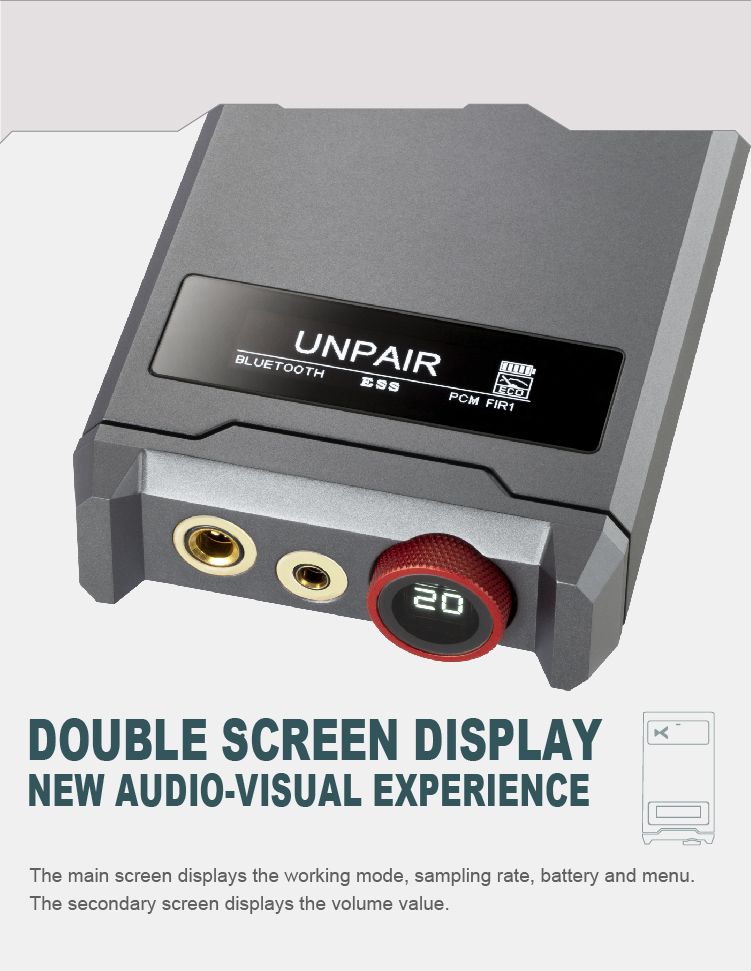 UNPAIR
BLUETOOTH ESS PCM FIR1
ECO
20
DOUBLE SCREEN DISPLAY
NEW AUDIO-VISUAL EXPERIENCE
The main screen displays the working mode, sampling rate, battery and menu.
The secondary screen displays the volume value.